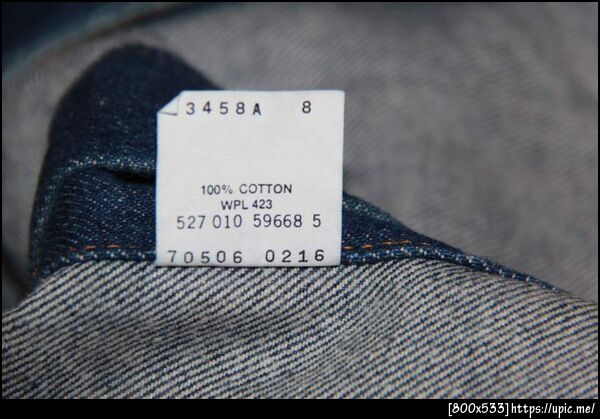 3458A 8
100% COTTON
WPL 423
527 010 59668 5
70506 0216
[800x533]https://upic.me/